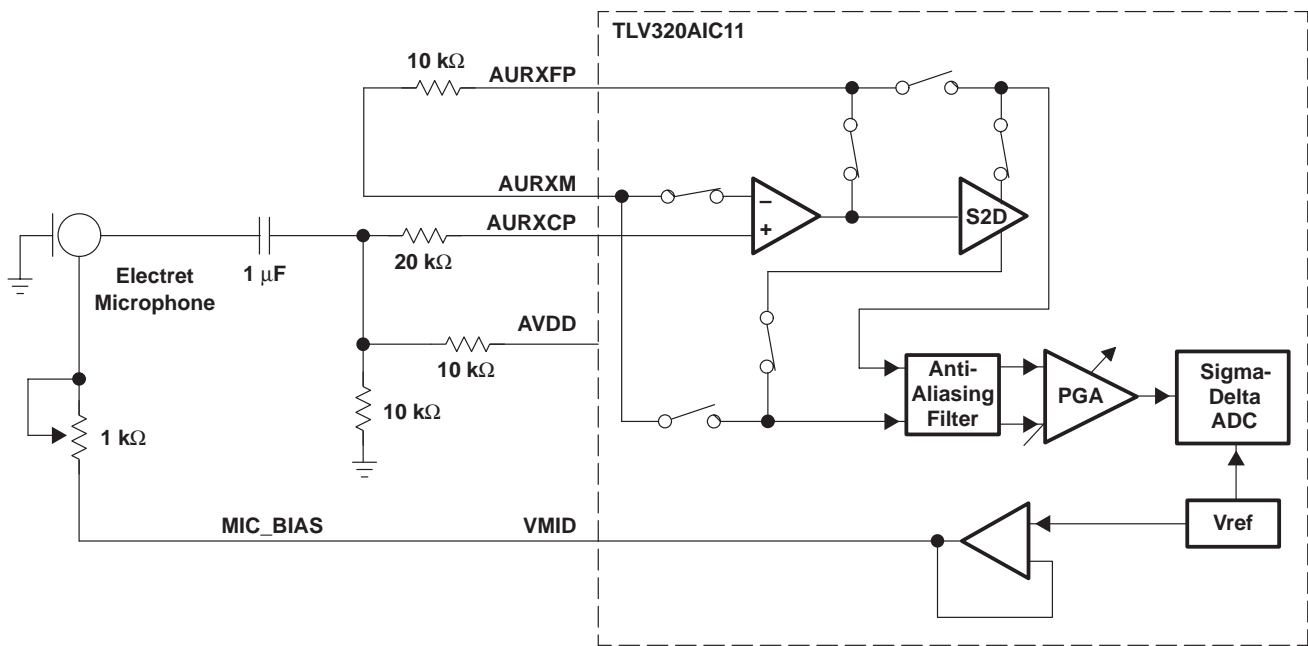 TLV320AIC11
10 kΩ
AURXFP
AURXM
–
+
S2D
AURXCP
20 kΩ
1 μF
Electret
Microphone
AVDD
10 kΩ
10 kΩ
1 kΩ
Anti-
Aliasing
Filter
PGA
Sigma-
Delta
ADC
MIC_BIAS
VMID
Vref